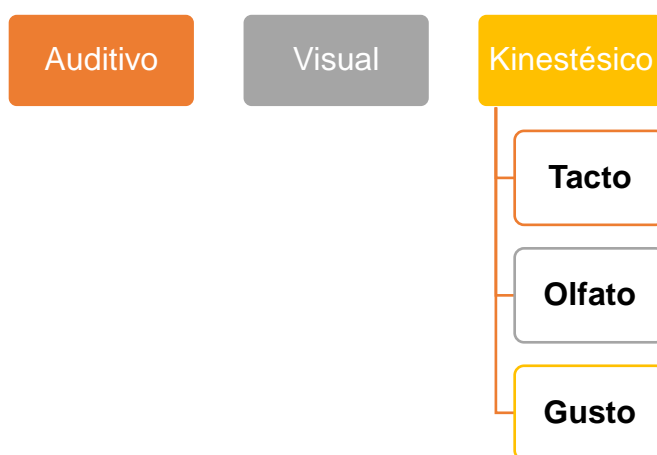 Auditivo
Visual
Kinestésico
Tacto
Olfato
Gusto